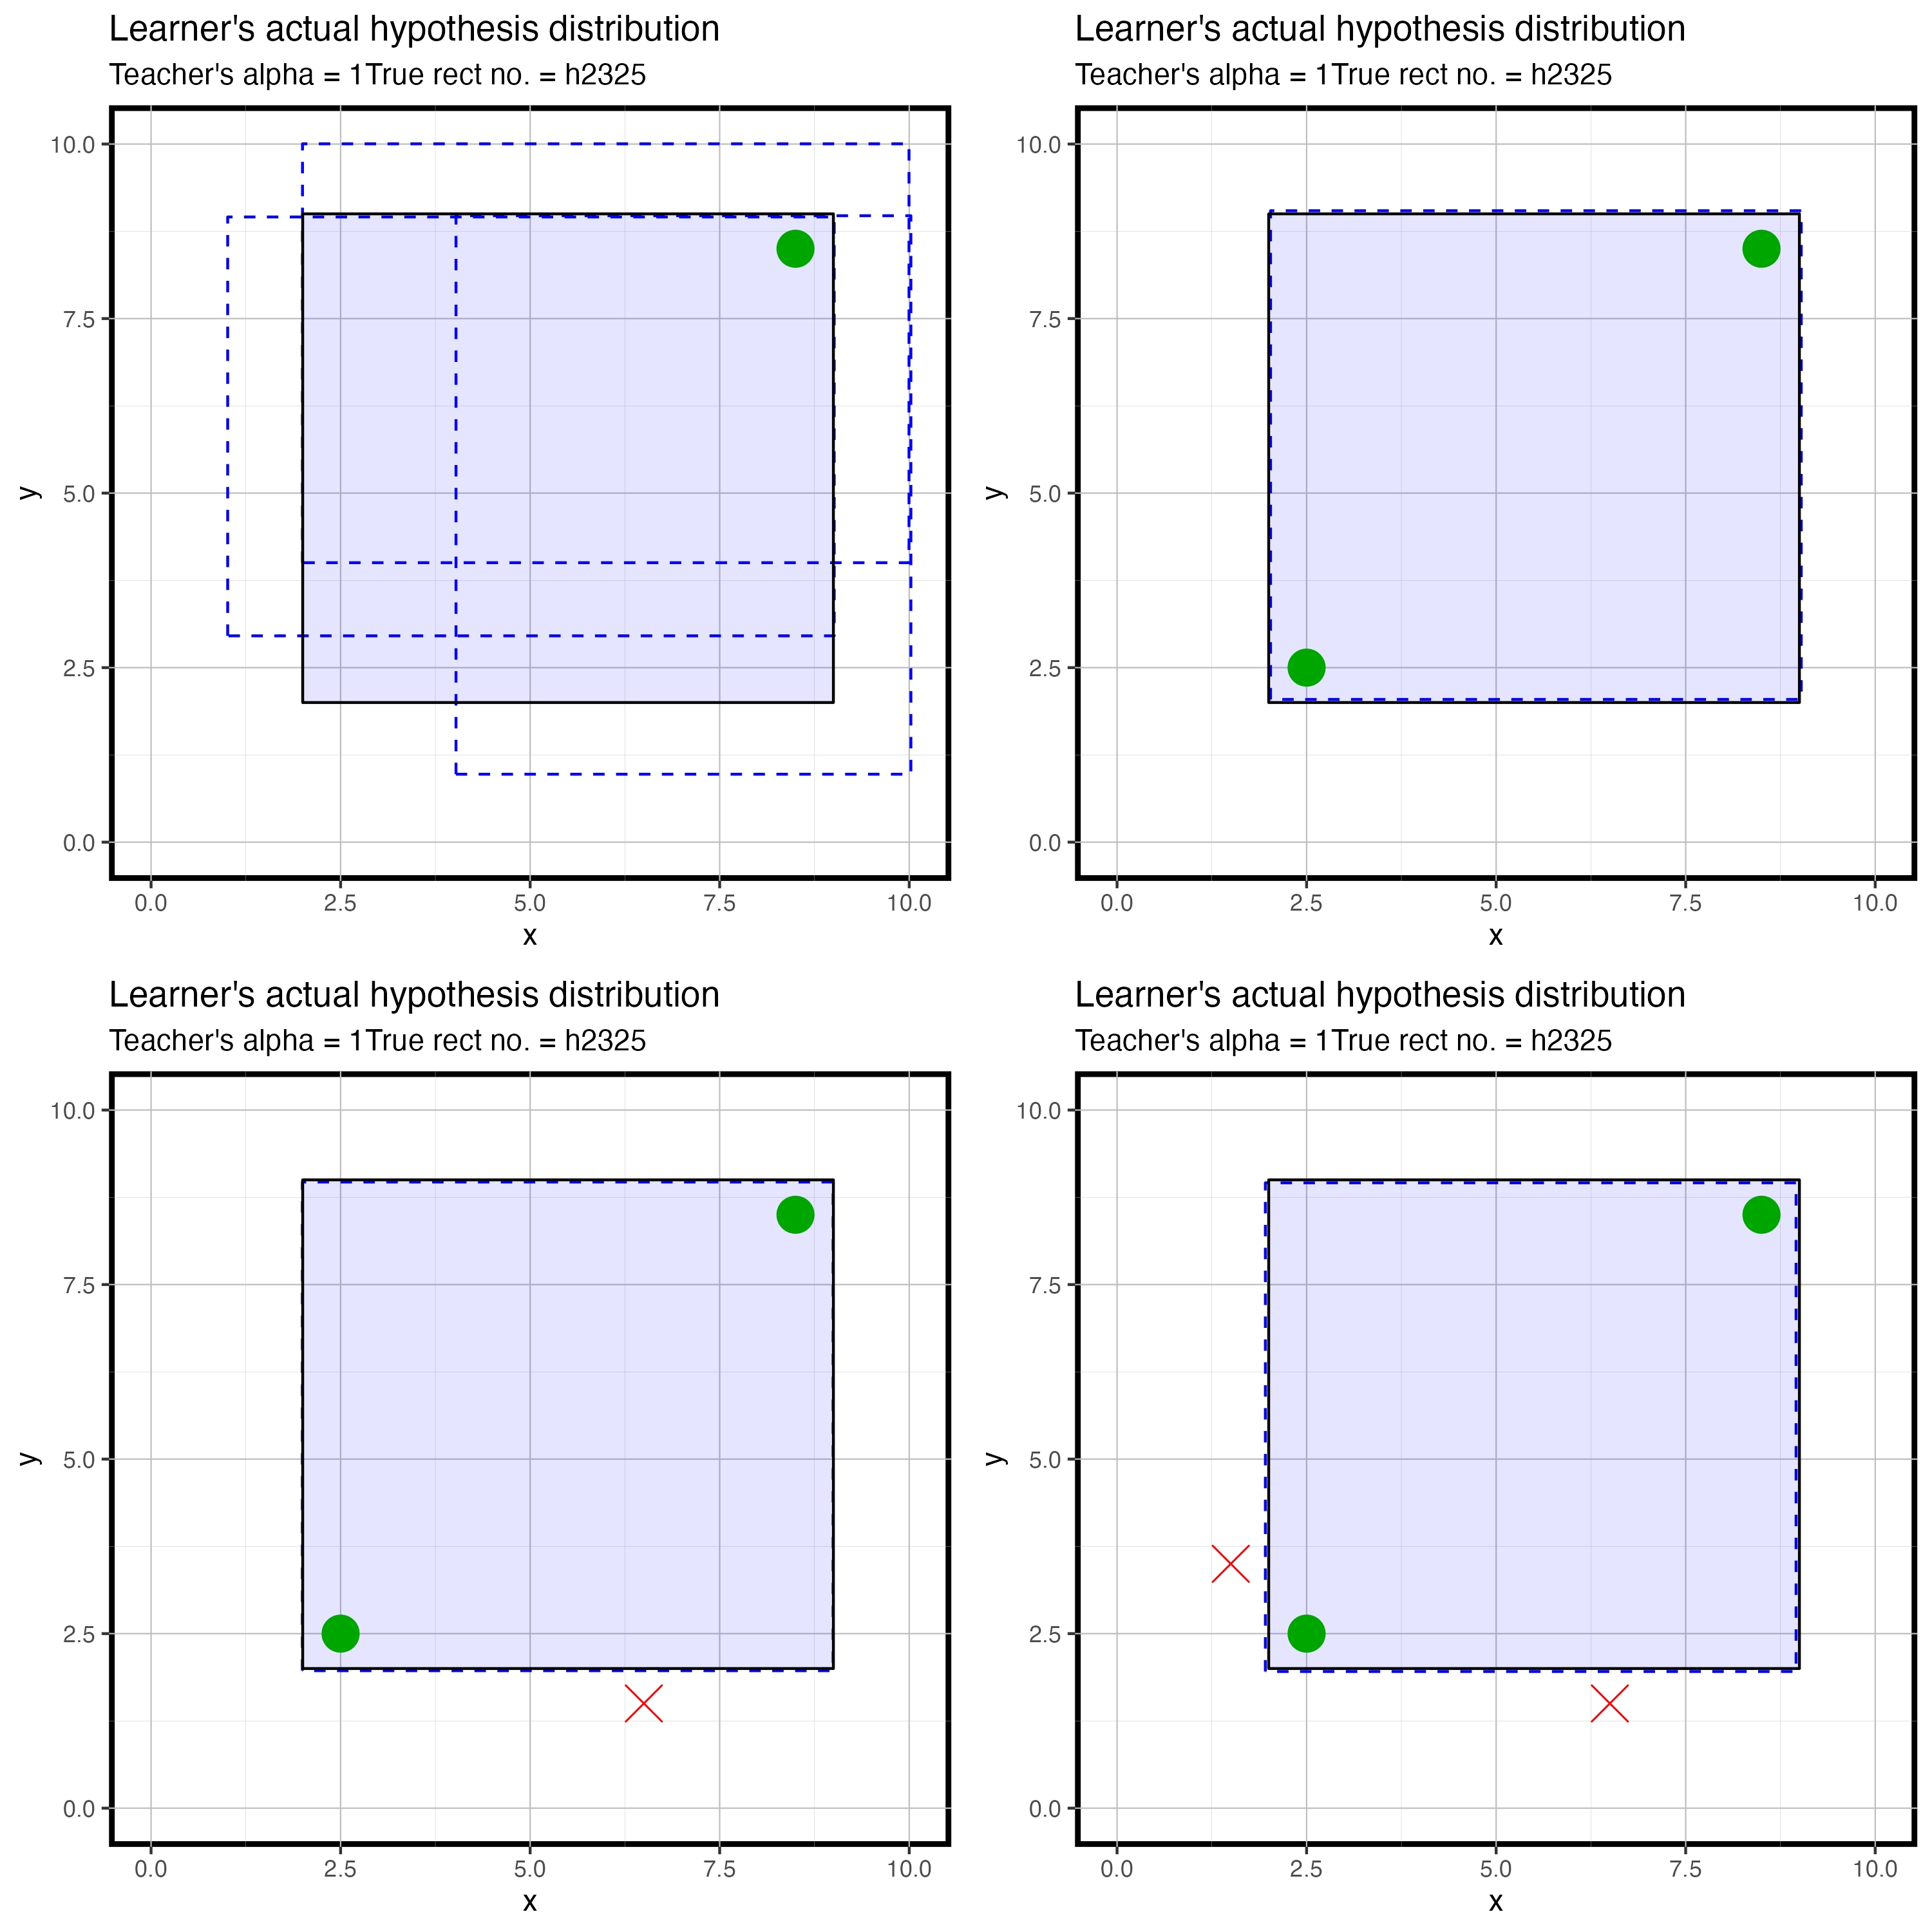 Learner's actual hypothesis distribution
Teacher's alpha = 1True rect no. = h2325
10.0
7.5
5.0
2.5
0.0
y
0.0 2.5 5.0 7.5 10.0
x
Learner's actual hypothesis distribution
Teacher's alpha = 1True rect no. = h2325
10.0
7.5
5.0
2.5
0.0
y
0.0 2.5 5.0 7.5 10.0
x
Learner's actual hypothesis distribution
Teacher's alpha = 1True rect no. = h2325
10.0
7.5
5.0
2.5
0.0
y
0.0 2.5 5.0 7.5 10.0
x
Learner's actual hypothesis distribution
Teacher's alpha = 1True rect no. = h2325
10.0
7.5
5.0
2.5
0.0
y
0.0 2.5 5.0 7.5 10.0
x